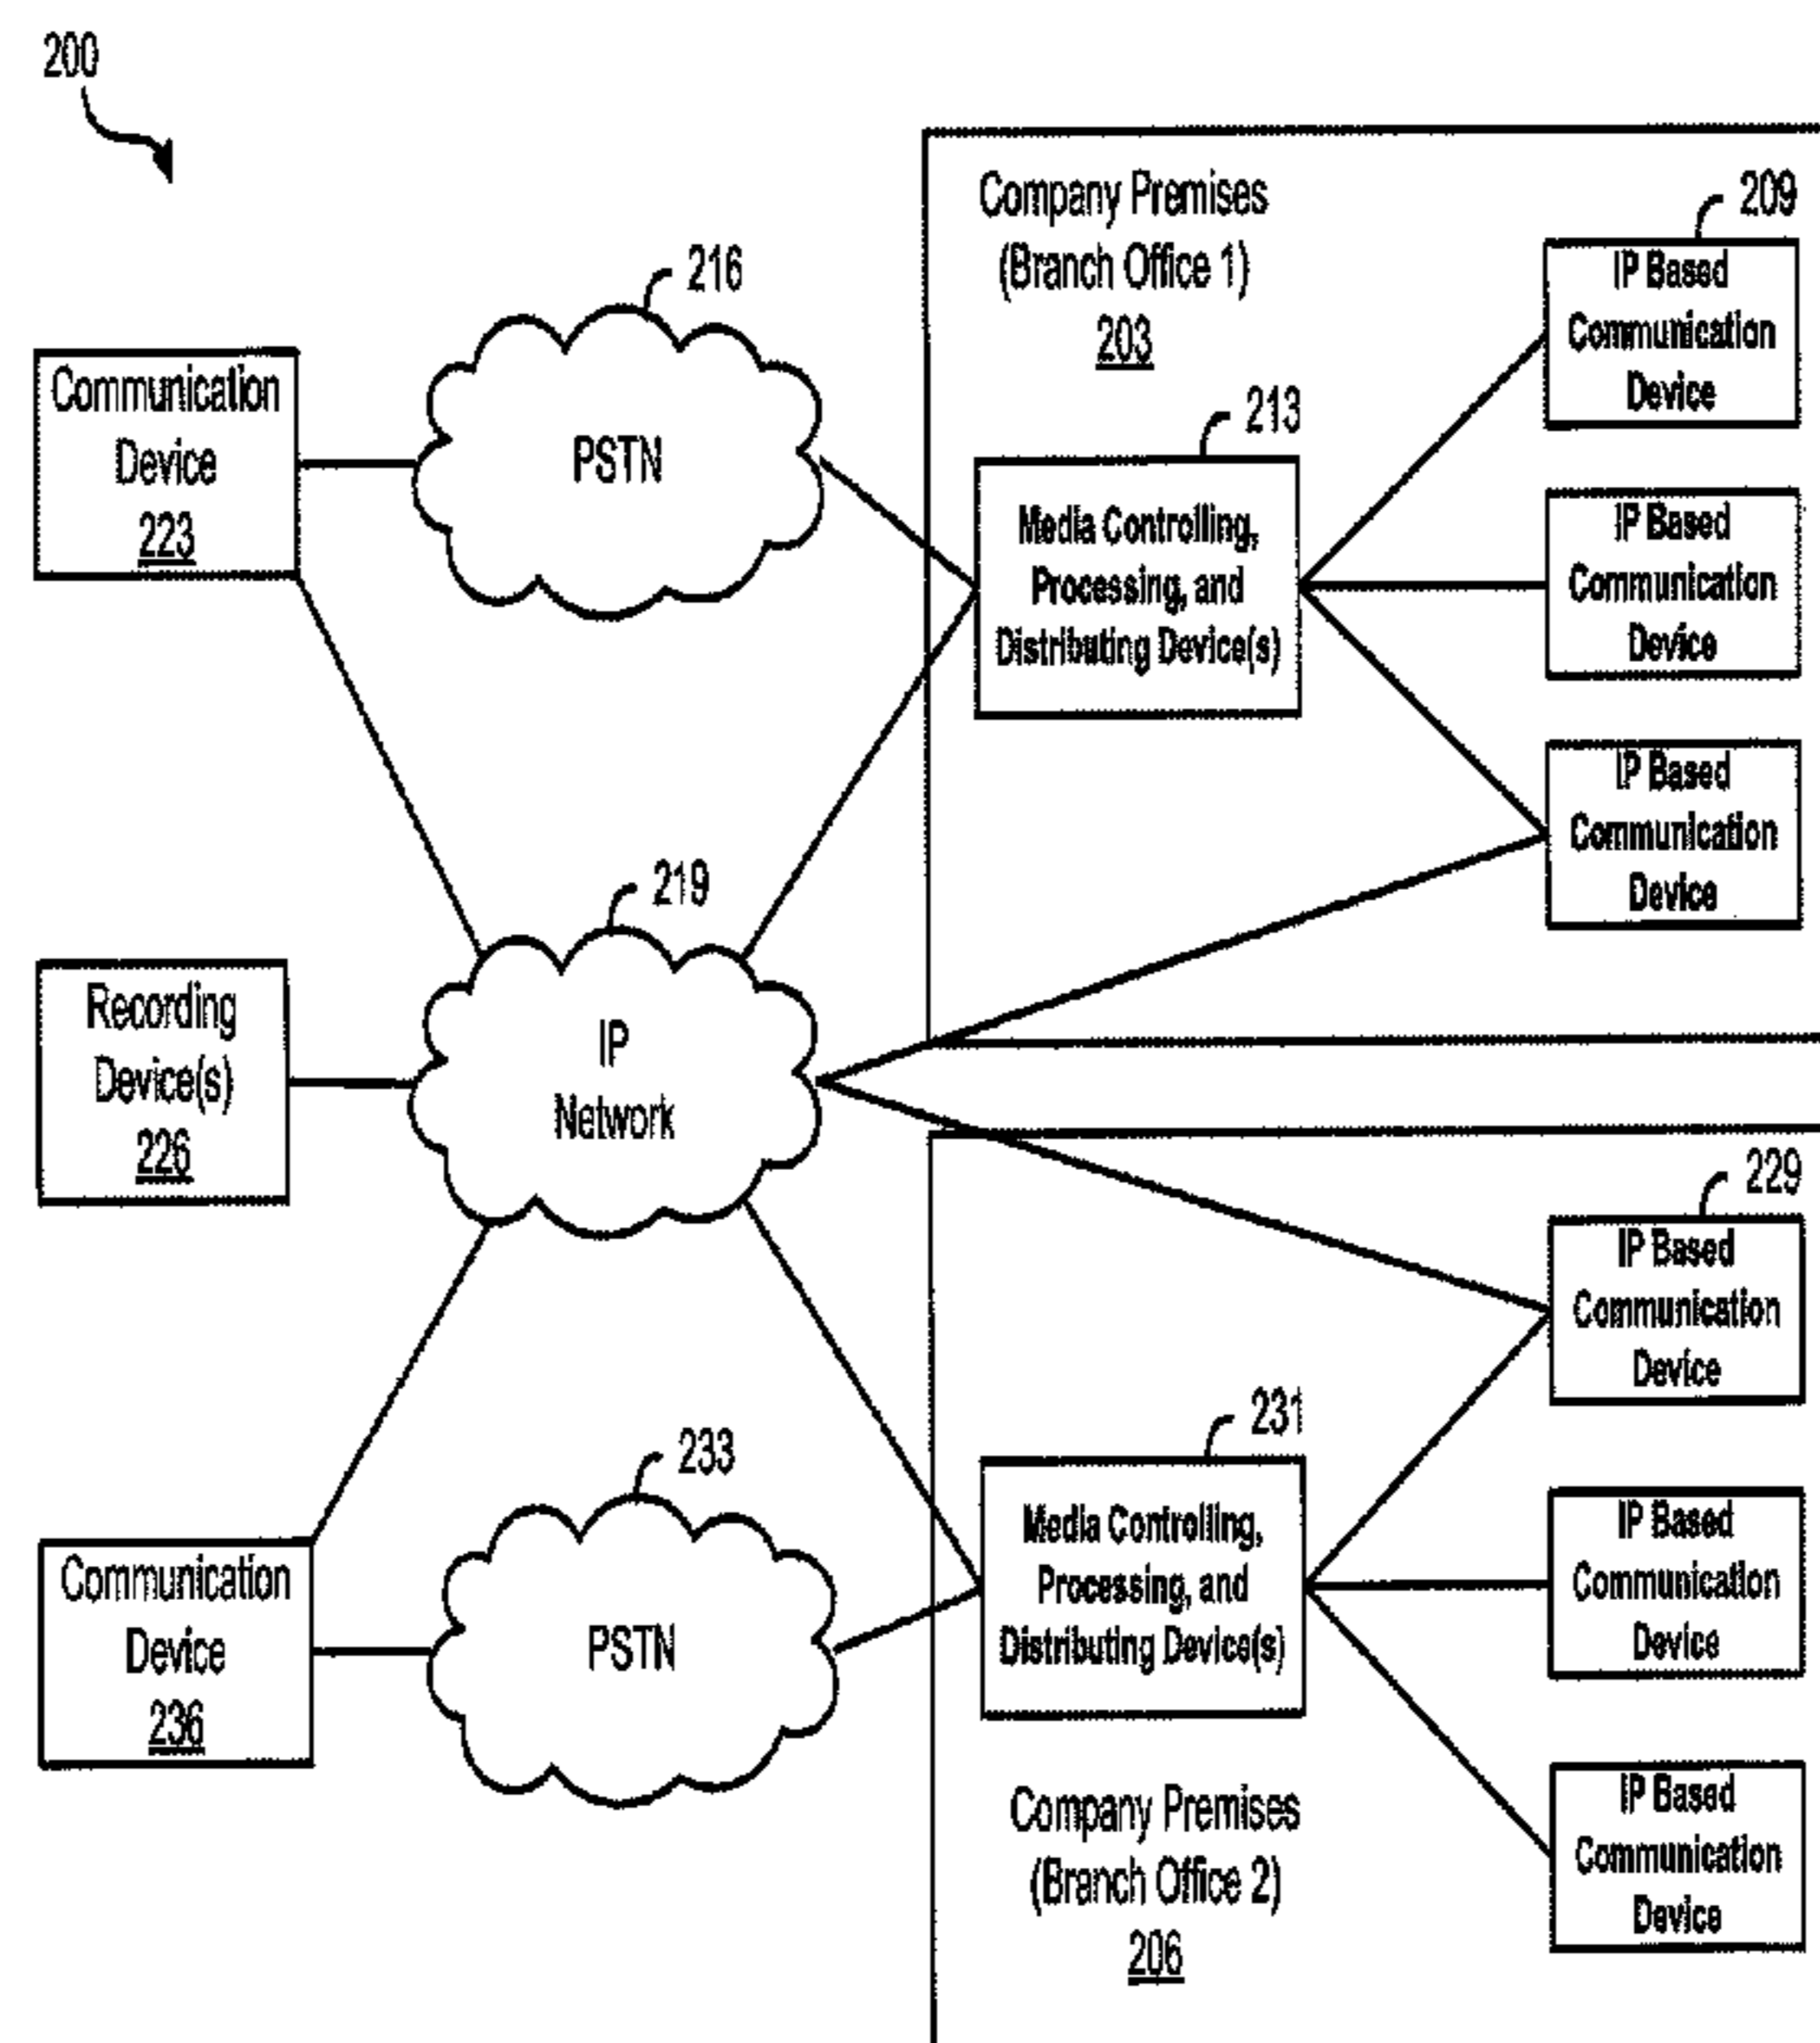 200
Company Premises
(Branch Office 1)
203
209
IP Based
Communication
Device
216
Communication
Device
223
PSTN
213
Media Controlling,
Processing, and
Distributing Device(s)
IP Based
Communication
Device
IP Based
Communication
Device
219
Recording
Device(s)
226
IP
Network
229
IP Based
Communication
Device
233
231
Communication
Device
236
PSTN
Media Controlling,
Processing, and
Distributing Device(s)
IP Based
Communication
Device
Company Premises
(Branch Office 2)
206
IP Based
Communication
Device